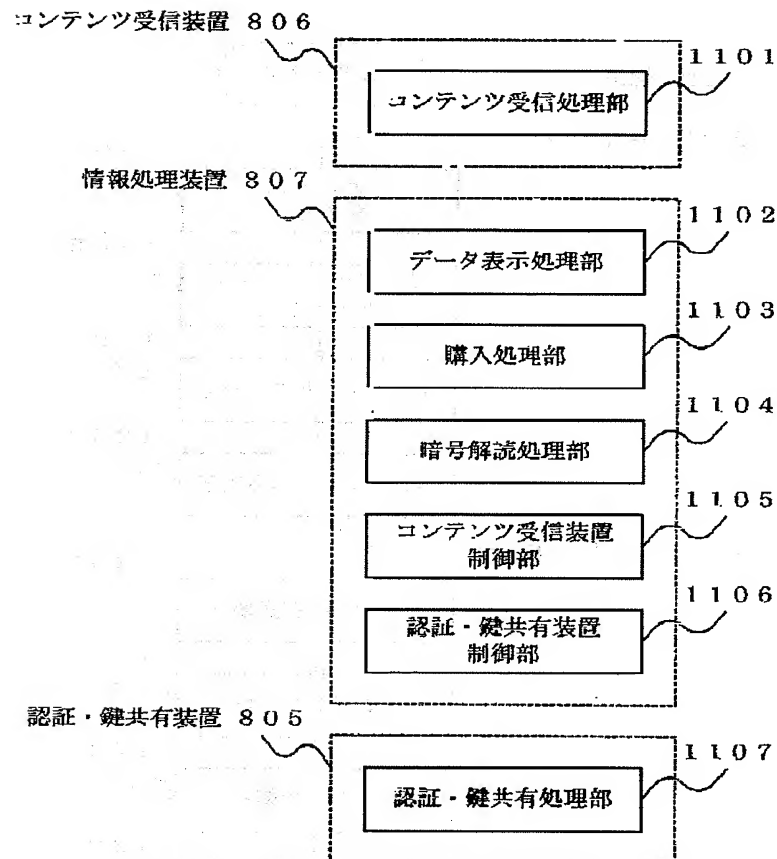 コンテンツ受信装置 806
1101
コンテンツ受信処理部
情報処理装置 807
1102
データ表示処理部
1103
購入処理部
1104
暗号解読処理部
1105
コンテンツ受信装置
制御部
1106
認証・鍵共有装置
制御部
認証・鍵共有装置 805
1107
認証・鍵共有処理部